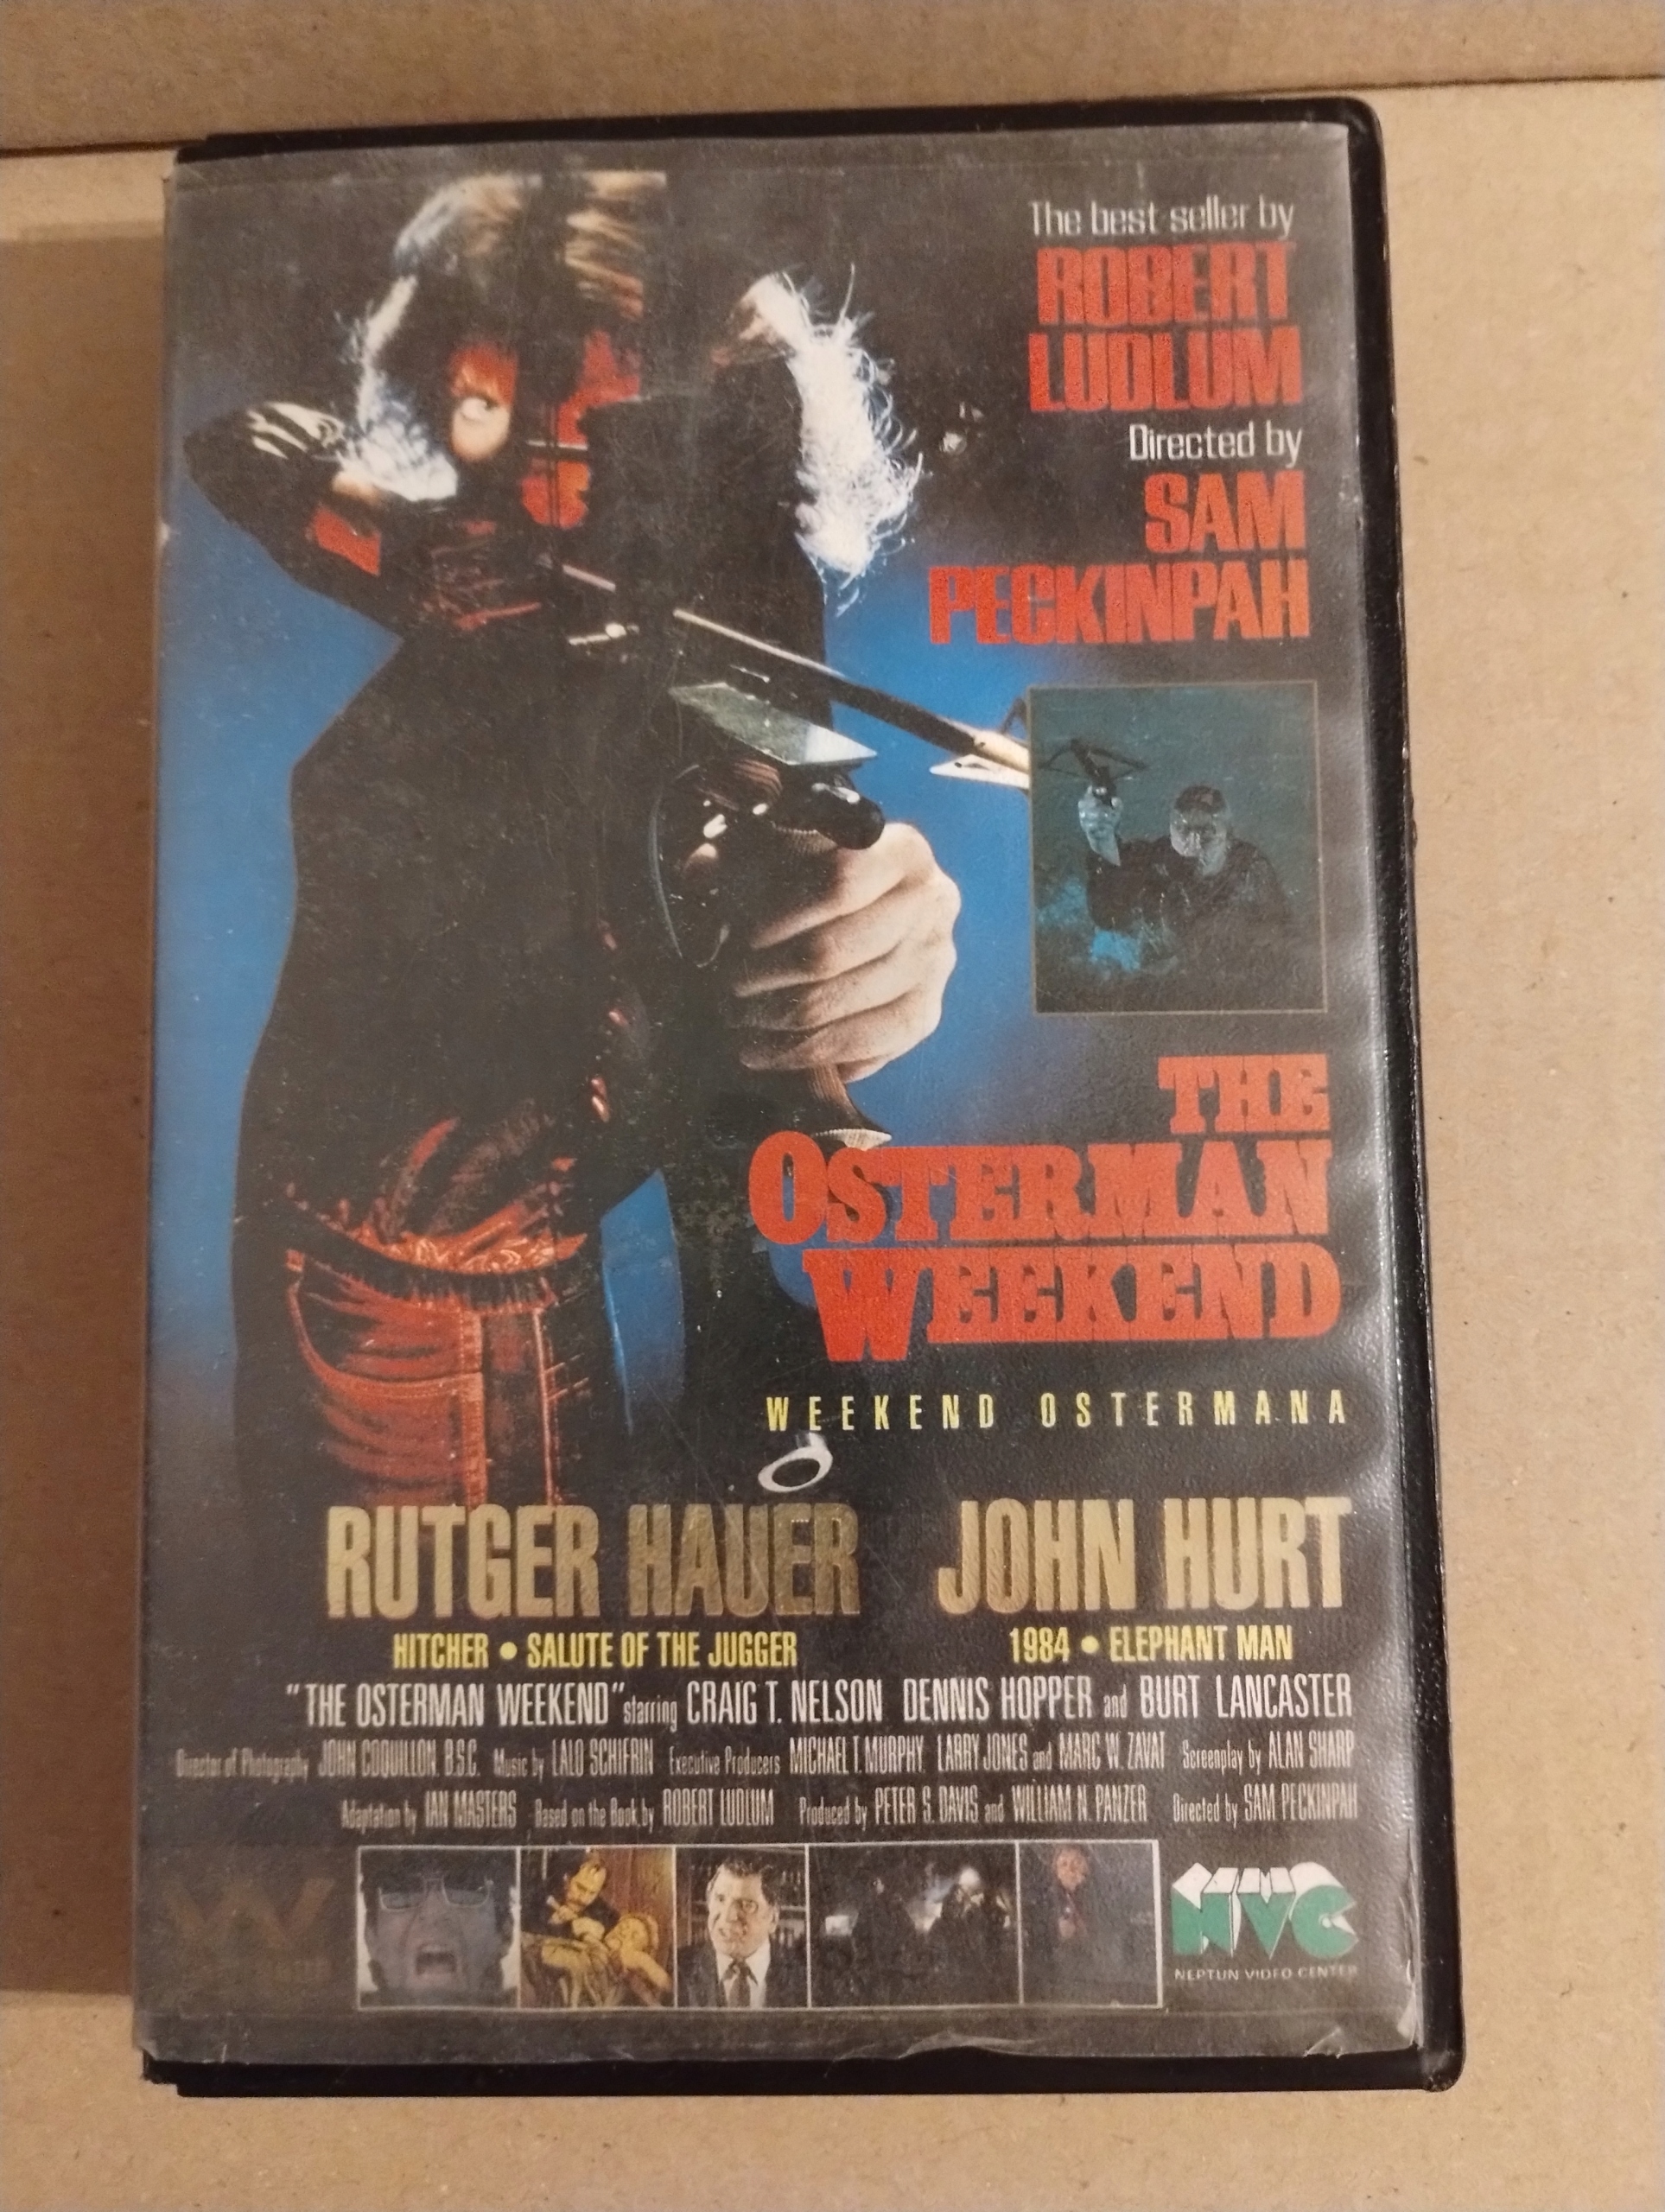 The best seller by
ROBERT
LUDLUM
Directed by
SAM
PECKINPAH
THE
OSTERMAN
WEEKEND
WEEKEND OSTERMANA
RUTGER HAUER JOHN HURT
HITCHER • SALUTE OF THE JUGGER 1984 • ELEPHANT MAN
"THE OSTERMAN WEEKEND" starring CRAIG T. NELSON DENNIS HOPPER and BURT LANCASTER
Director of Photography JOHN COQUILLON, B.S.C. Music by LALO SCHIFRIN Executive Producers MICHAEL T. MURPHY LARRY JONES and MARC W. ZAVAT Screenplay by ALAN SHARP
Adaptation by IAN MASTERS Based on the Book by ROBERT LUDLUM Produced by PETER S. DAVIS and WILLIAM N. PANZER Directed by SAM PECKINPAH
NVC
NEPTUN VIDEO CENTER